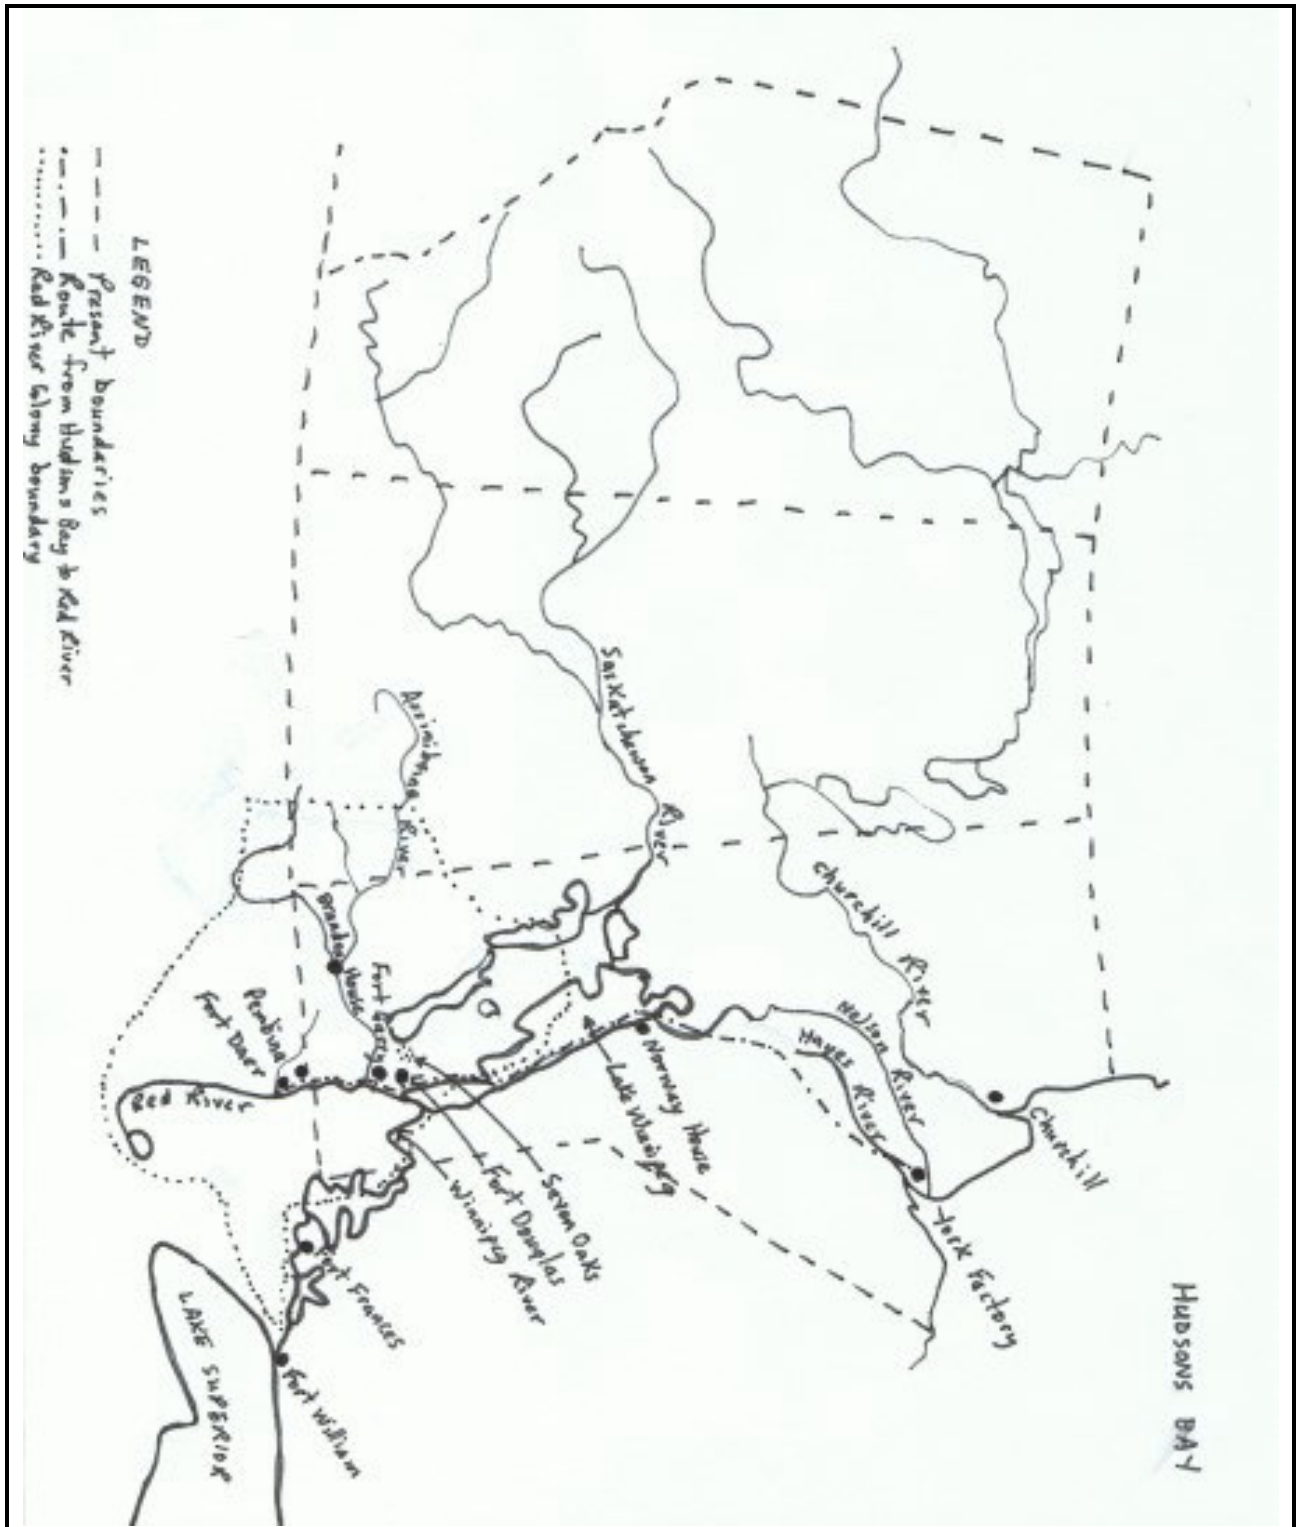 HUDSONS BAY
Churchill
York Factory
Churchill River
Nelson River
Hayes River
Norway House
Lake Winnipeg
Saskatchewan River
Seven Oaks
Fort Douglas
Winnipeg River
Assiniboine River
Brandon House
Fort Garry
Pembina
Fort Daer
Red River
Fort Frances
Fort William
LAKE SUPERIOR
LEGEND
Present boundaries
Route from Hudsons Bay to Red River
Red River Colony boundary